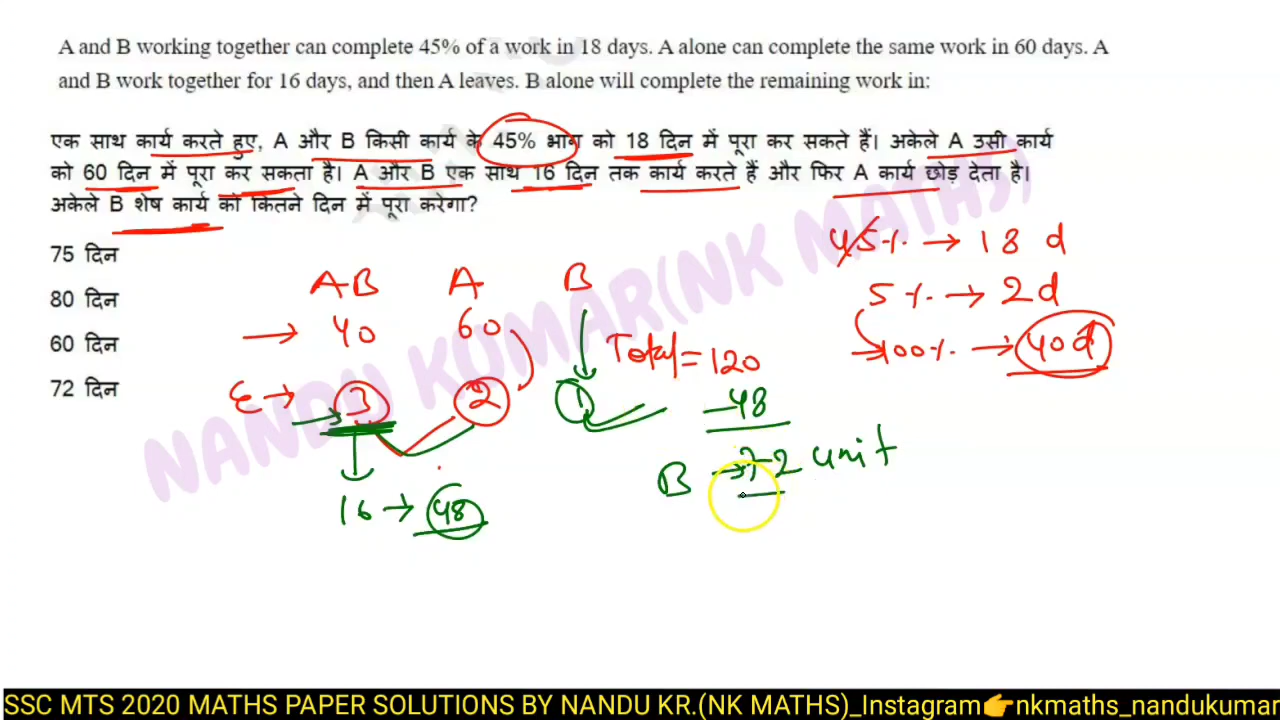 A and B working together can complete 45% of a work in 18 days. A alone can complete the same work in 60 days. A
and B work together for 16 days, and then A leaves. B alone will complete the remaining work in:
एक साथ कार्य करते हुए, A और B किसी कार्य के 45% भाग को 18 दिन में पूरा कर सकते हैं। अकेले A उसी कार्य
को 60 दिन में पूरा कर सकता है। A और B एक साथ 16 दिन तक कार्य करते हैं और फिर A कार्य छोड़ देता है।
अकेले B शेष कार्य को कितने दिन में पूरा करेगा?
75 दिन
80 दिन
60 दिन
72 दिन
45% → 18 d
5% → 2d
→100% → 40d
AB A B
→ 40 60
Total = 120
E → 3 2 1
-48
B → 72 unit
16 → 48
NANDU KUMAR(NK MATHS)
SSC MTS 2020 MATHS PAPER SOLUTIONS BY NANDU KR.(NK MATHS)_Instagram👉nkmaths_nandukumar